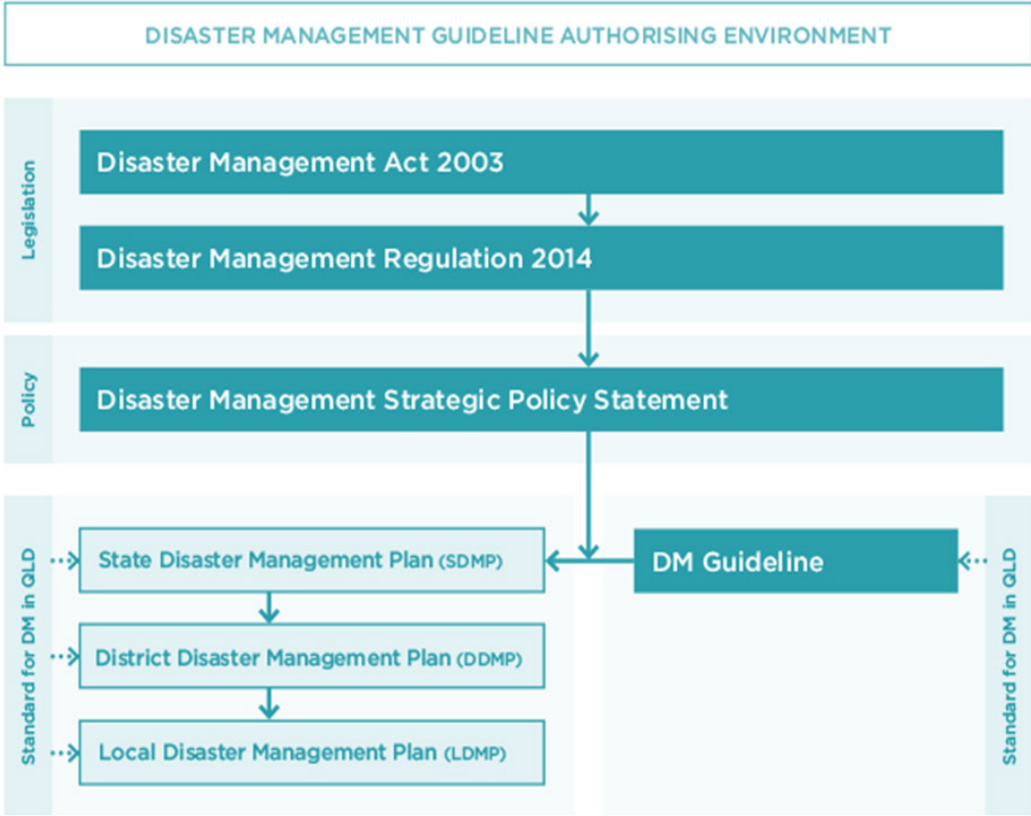 DISASTER MANAGEMENT GUIDELINE AUTHORISING ENVIRONMENT
Legislation
Disaster Management Act 2003
Disaster Management Regulation 2014
Policy
Disaster Management Strategic Policy Statement
Standard for DM in QLD
State Disaster Management Plan (SDMP)
District Disaster Management Plan (DDMP)
Local Disaster Management Plan (LDMP)
DM Guideline
Standard for DM in QLD